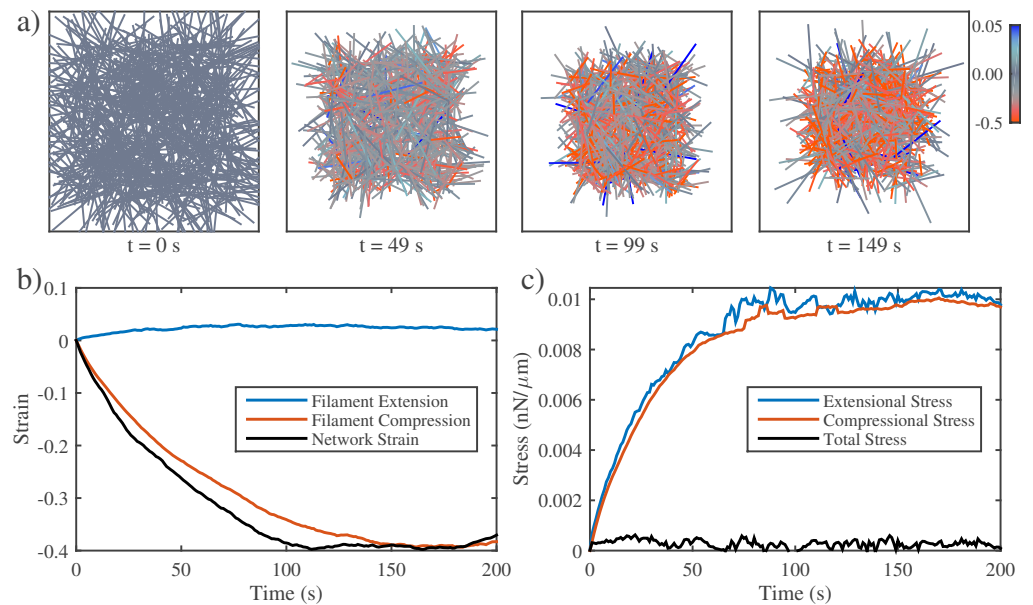 a)
0.05
0.00
-0.5
t = 0 s
t = 49 s
t = 99 s
t = 149 s
b)
0.1
0
-0.1
-0.2
-0.3
-0.4
Strain
Filament Extension
Filament Compression
Network Strain
0 50 100 150 200
Time (s)
c)
0.01
0.008
0.006
0.004
0.002
0
Stress (nN/μm)
Extensional Stress
Compressional Stress
Total Stress
0 50 100 150 200
Time (s)